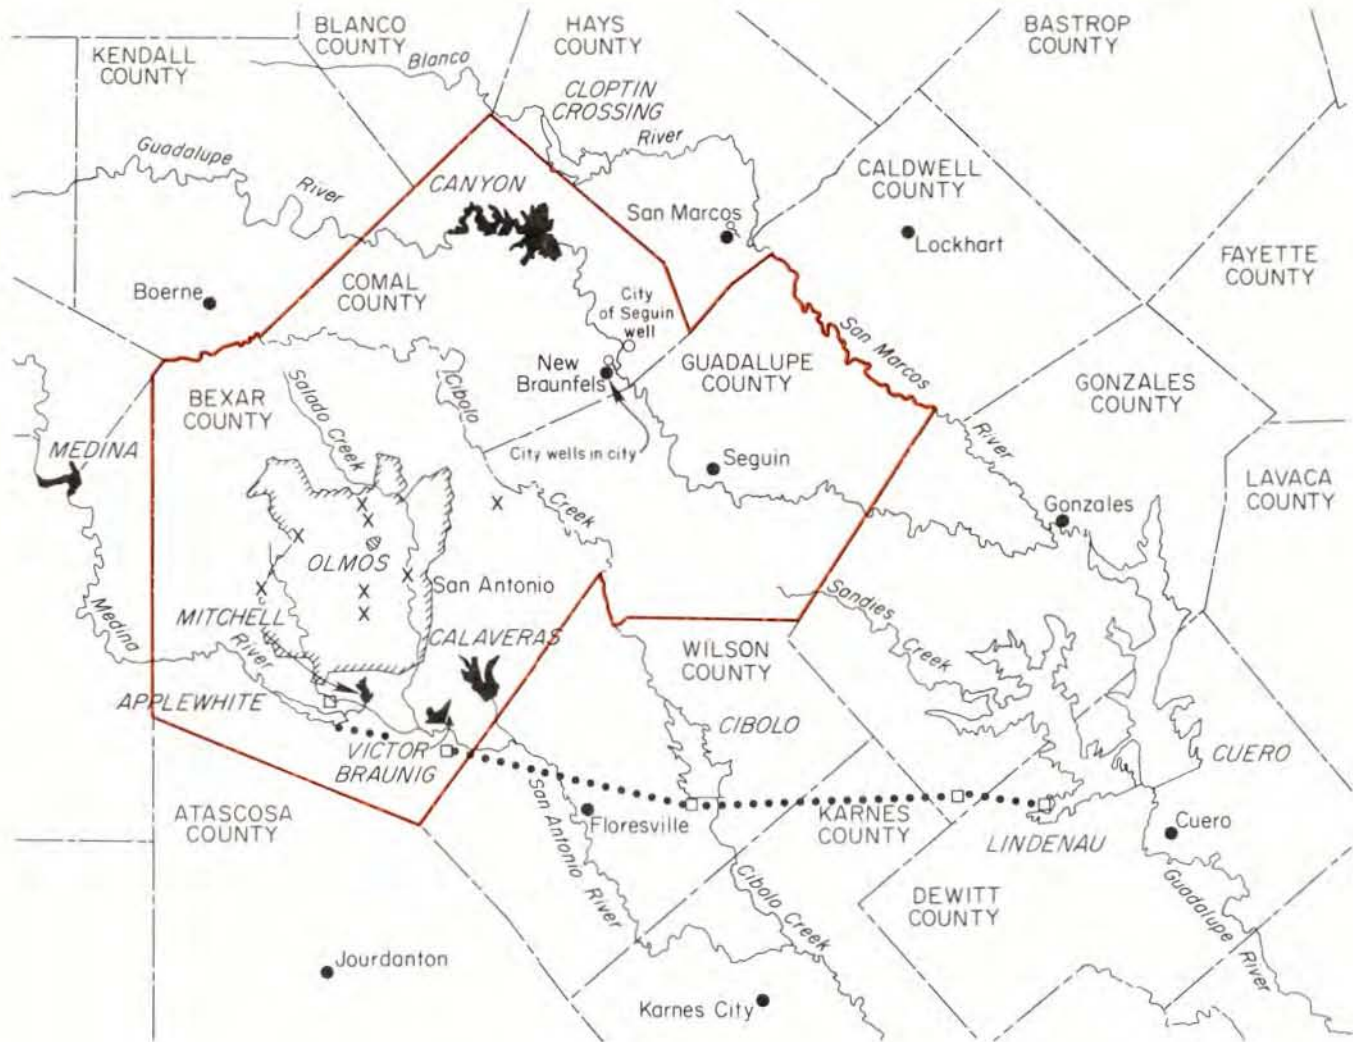 BLANCO
COUNTY
HAYS
COUNTY
BASTROP
COUNTY
KENDALL
COUNTY
Blanco
CLOPTIN
CROSSING
River
Guadalupe
River
CANYON
CALDWELL
COUNTY
San Marcos
Lockhart
FAYETTE
COUNTY
Boerne
COMAL
COUNTY
City
of Seguin
well
San Marcos
River
New
Braunfels
GUADALUPE
COUNTY
GONZALES
COUNTY
BEXAR
COUNTY
Salado Creek
Cibolo
Creek
MEDINA
City wells in city
Seguin
LAVACA
COUNTY
Gonzales
X
X
X
X
OLMOS
X
X
X
X
X
San Antonio
Sandies
Creek
Medina
River
MITCHELL
CALAVERAS
WILSON
COUNTY
APPLEWHITE
CIBOLO
CUERO
VICTOR
BRAUNIG
San Antonio River
ATASCOSA
COUNTY
Floresville
KARNES
COUNTY
LINDENAU
Cuero
Cibolo Creek
DEWITT
COUNTY
Guadalupe
River
Jourdanton
Karnes City